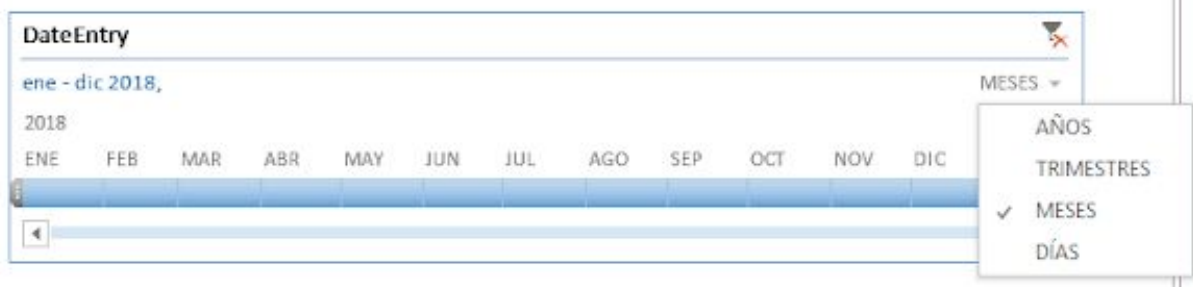 DateEntry
ene - dic 2018,
MESES
2018
ENE FEB MAR ABR MAY JUN JUL AGO SEP OCT NOV DIC
AÑOS
TRIMESTRES
MESES
DÍAS